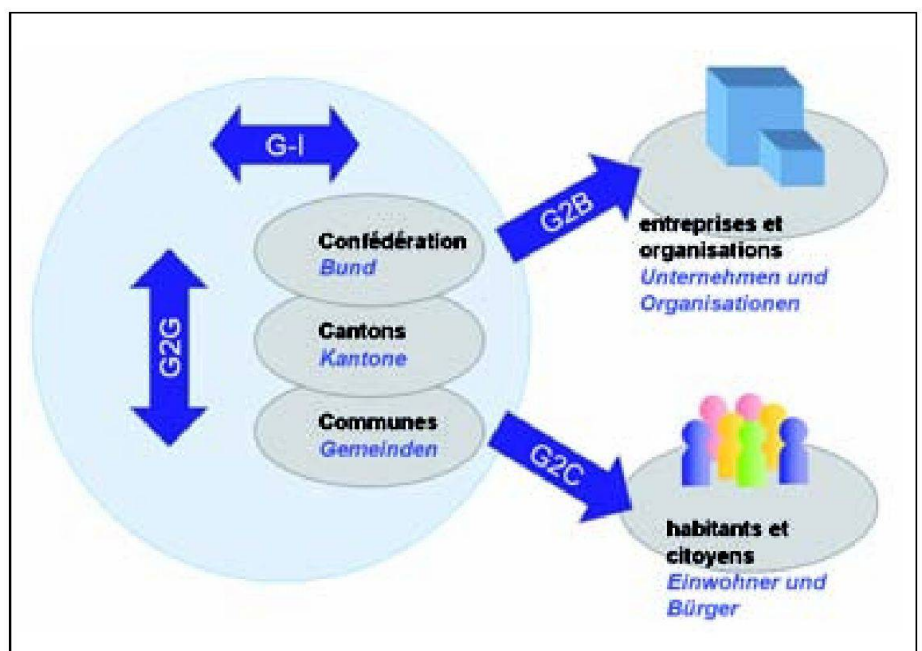 G-I
G2G
Confédération
Bund
Cantons
Kantone
Communes
Gemeinden
G2B
entreprises et
organisations
Unternehmen und
Organisationen
G2C
habitants et
citoyens
Einwohner und
Bürger